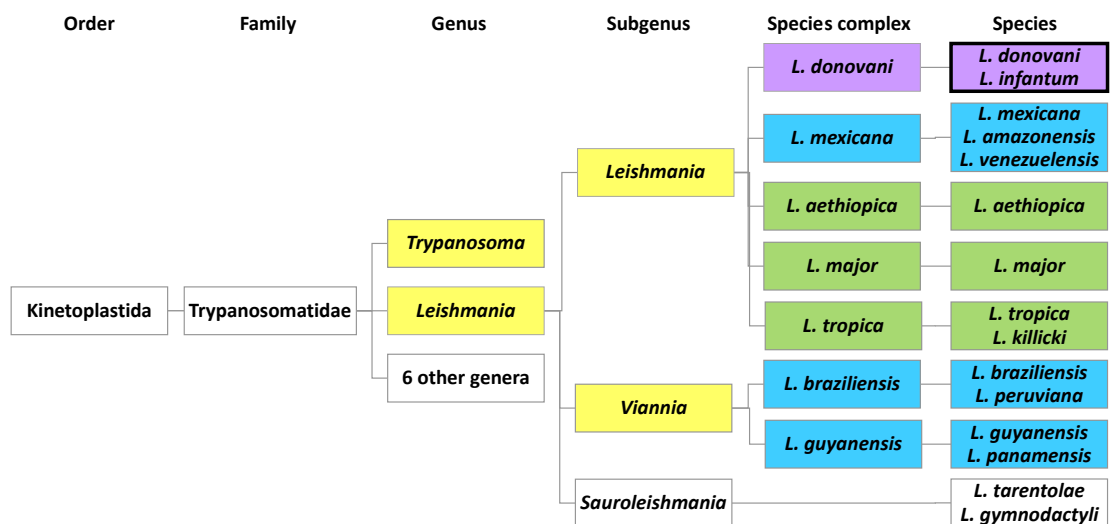 Order
Family
Genus
Subgenus
Species complex
Species
L. donovani
L. donovani
L. infantum
L. mexicana
L. mexicana
L. amazonensis
L. venezuelensis
Leishmania
L. aethiopica
L. aethiopica
Trypanosoma
L. major
L. major
Kinetoplastida
Trypanosomatidae
Leishmania
L. tropica
L. tropica
L. killicki
6 other genera
Viannia
L. braziliensis
L. braziliensis
L. peruviana
L. guyanensis
L. guyanensis
L. panamensis
Sauroleishmania
L. tarentolae
L. gymnodactyli